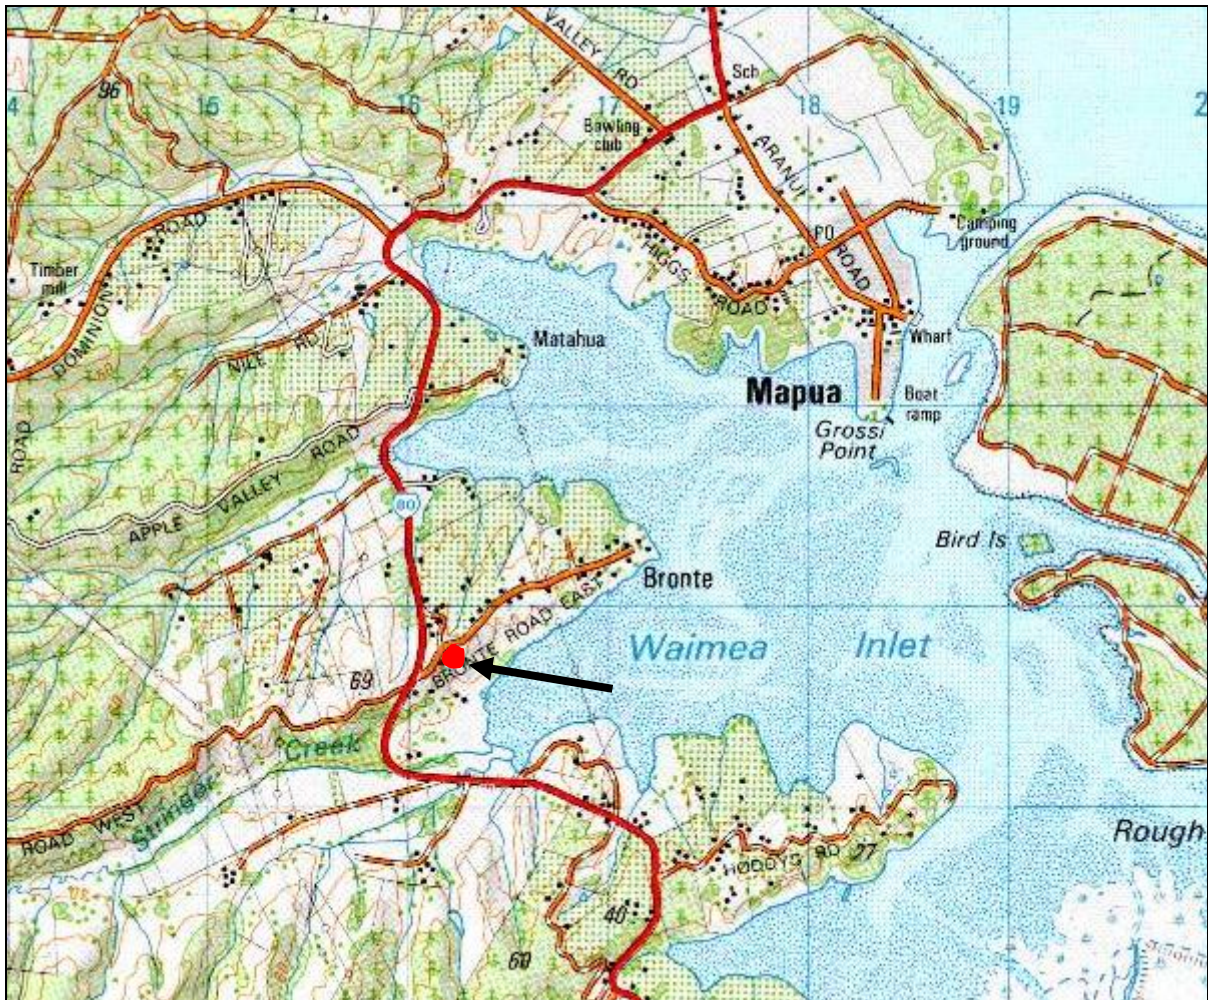 VALLEY RD
Sch
96
4
15
16
17
18
19
2
Bowling
club
ARANUI ROAD
ROAD
PO
Camping
ground
HIGGS ROAD
Timber
mill
DOMINION
NILE RD
Matahua
Wharf
Mapua
Boat
ramp
Grossi
Point
ROAD
APPLE VALLEY ROAD
60
Bird Is
Bronte
BRONTE ROAD EAST
Waimea Inlet
69
Creek
Stringer
ROAD WEST
Rough
HODDYS RD
27
40
60